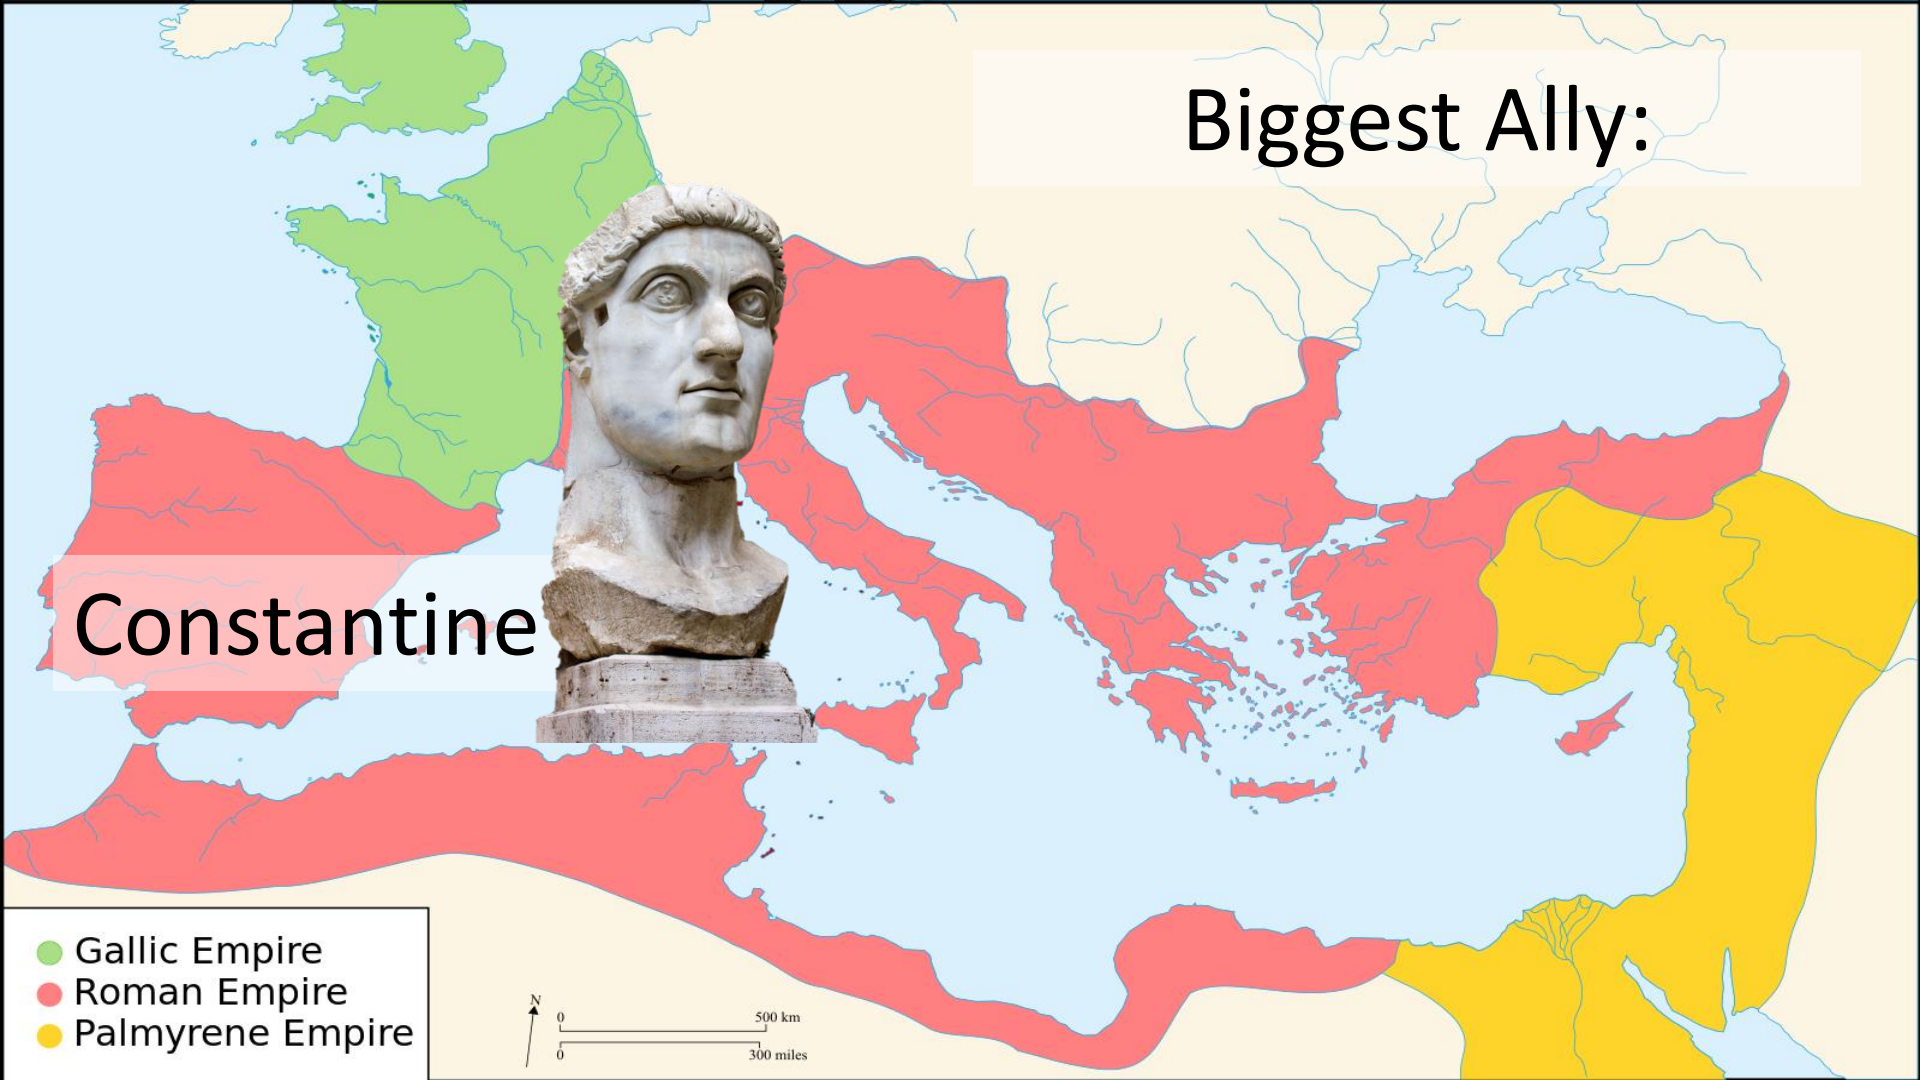 Biggest Ally:
Constantine
Gallic Empire
Roman Empire
Palmyrene Empire
N
0 500 km
0 300 miles